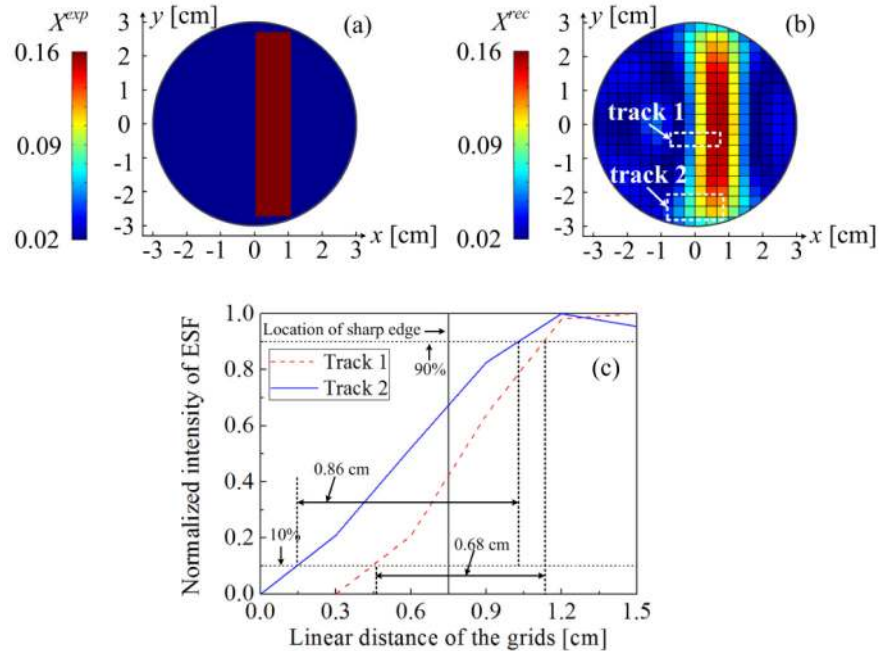 X^exp
y [cm]
(a)
0.16
0.09
0.02
3
2
1
0
-1
-2
-3
-3 -2 -1 0 1 2 3
x [cm]
X^rec
y [cm]
(b)
0.16
0.09
0.02
3
2
1
0
-1
-2
-3
track 1
track 2
-3 -2 -1 0 1 2 3
x [cm]
Normalized intensity of ESF
1.0
0.8
0.6
0.4
0.2
0.0
Location of sharp edge
Track 1
Track 2
90%
(c)
0.86 cm
10%
0.68 cm
0.0 0.3 0.6 0.9 1.2 1.5
Linear distance of the grids [cm]